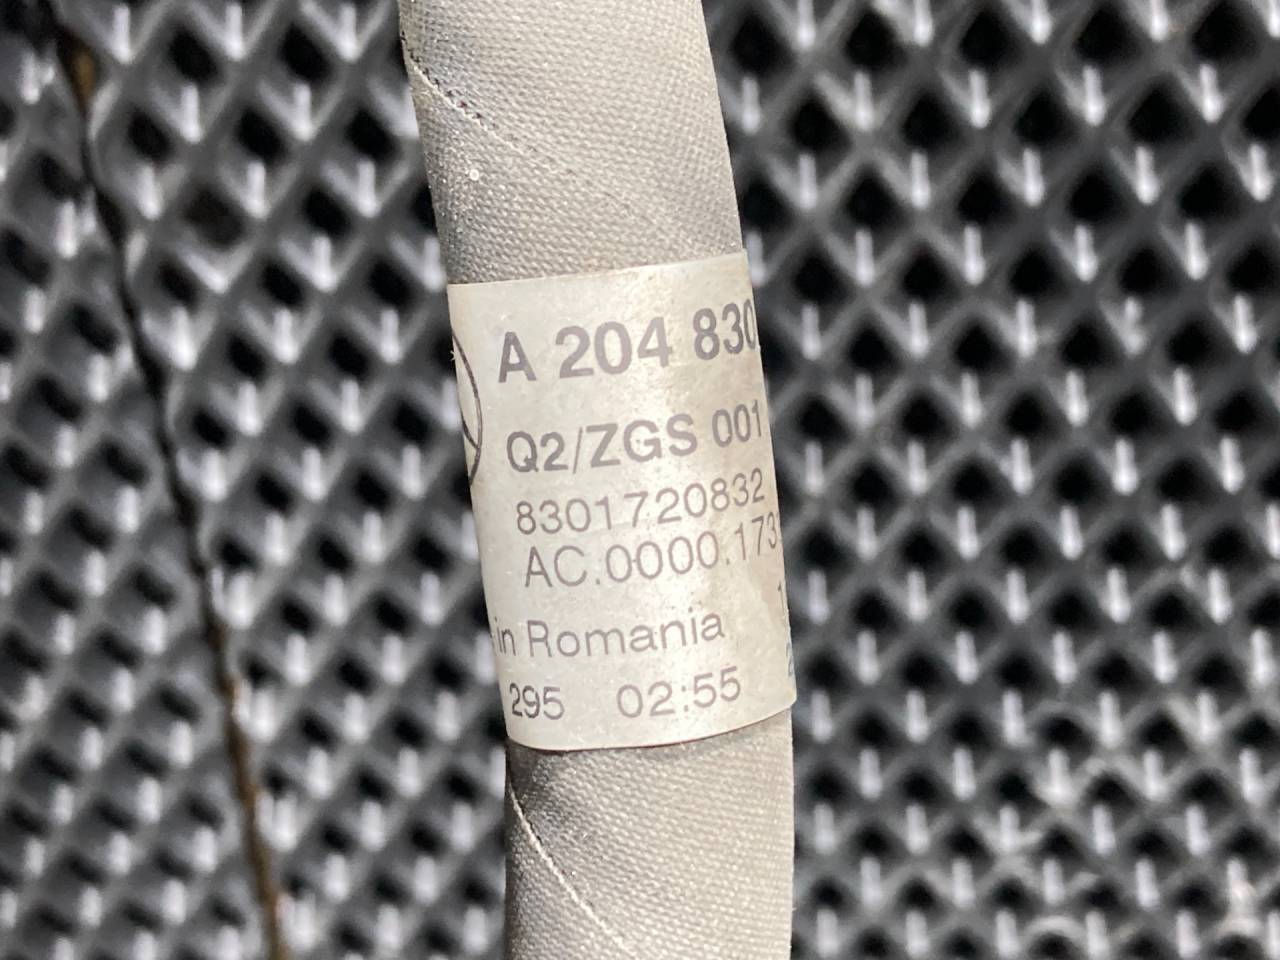 A 204 830
Q2/ZGS 001
8301720832
AC.0000.173
in Romania
295 02:55